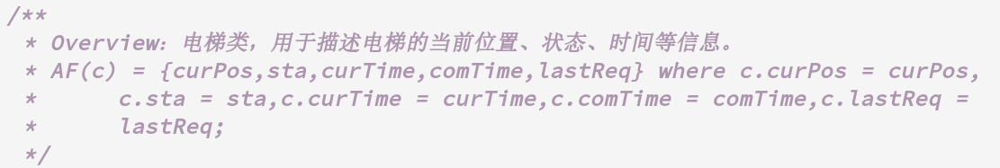 /**
 * Overview: 电梯类，用于描述电梯的当前位置、状态、时间等信息。
 * AF(c) = {curPos,sta,curTime,comTime,lastReq} where c.curPos = curPos,
 *      c.sta = sta,c.curTime = curTime,c.comTime = comTime,c.lastReq =
 *      lastReq;
 */